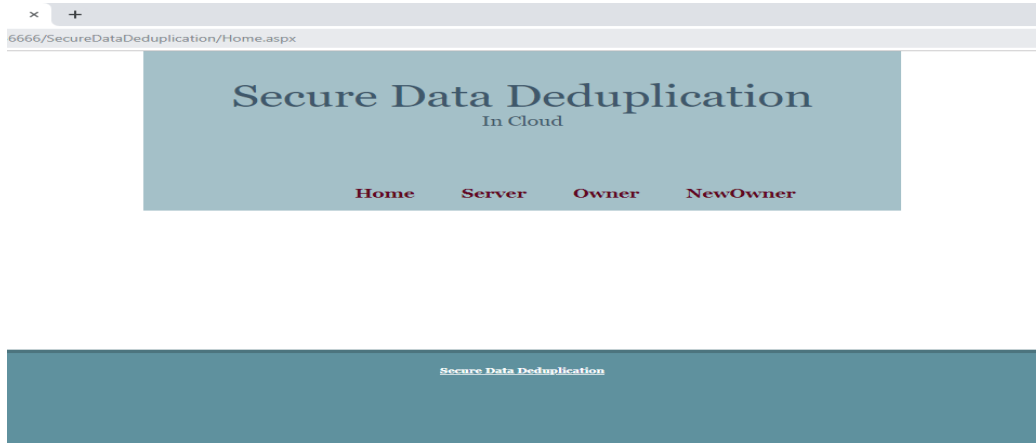 6666/SecureDataDeduplication/Home.aspx
Secure Data Deduplication
In Cloud
Home Server Owner NewOwner
Secure Data Deduplication